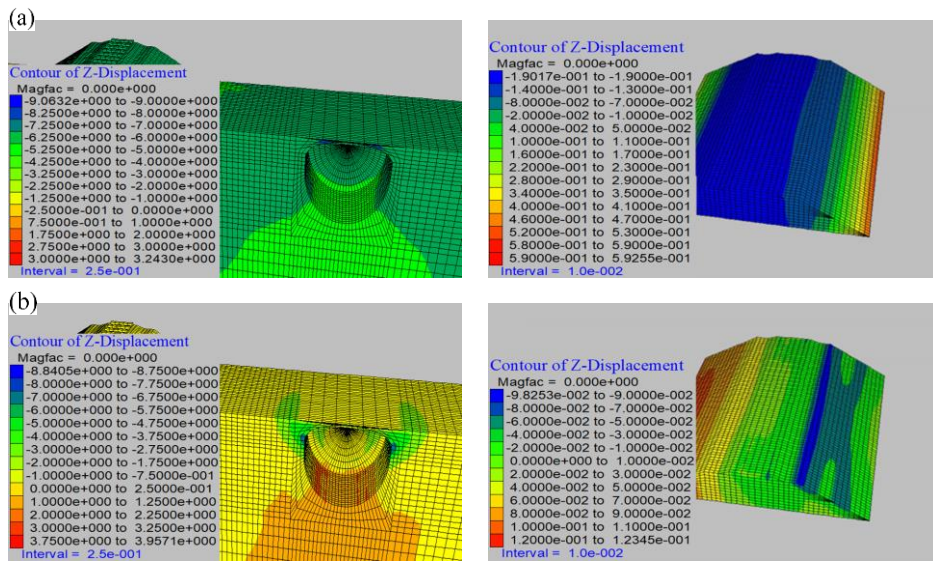 (a)
Contour of Z-Displacement
Magfac = 0.000e+000
-9.0632e+000 to -9.0000e+000
-8.2500e+000 to -8.0000e+000
-7.2500e+000 to -7.0000e+000
-6.2500e+000 to -6.0000e+000
-5.2500e+000 to -5.0000e+000
-4.2500e+000 to -4.0000e+000
-3.2500e+000 to -3.0000e+000
-2.2500e+000 to -2.0000e+000
-1.2500e+000 to -1.0000e+000
-2.5000e-001 to 0.0000e+000
7.5000e-001 to 1.0000e+000
1.7500e+000 to 2.0000e+000
2.7500e+000 to 3.0000e+000
3.0000e+000 to 3.2430e+000
Interval = 2.5e-001
Contour of Z-Displacement
Magfac = 0.000e+000
-1.9017e-001 to -1.9000e-001
-1.4000e-001 to -1.3000e-001
-8.0000e-002 to -7.0000e-002
-2.0000e-002 to -1.0000e-002
4.0000e-002 to 5.0000e-002
1.0000e-001 to 1.1000e-001
1.6000e-001 to 1.7000e-001
2.2000e-001 to 2.3000e-001
2.8000e-001 to 2.9000e-001
3.4000e-001 to 3.5000e-001
4.0000e-001 to 4.1000e-001
4.6000e-001 to 4.7000e-001
5.2000e-001 to 5.3000e-001
5.8000e-001 to 5.9000e-001
5.9000e-001 to 5.9255e-001
Interval = 1.0e-002
(b)
Contour of Z-Displacement
Magfac = 0.000e+000
-8.8405e+000 to -8.7500e+000
-8.0000e+000 to -7.7500e+000
-7.0000e+000 to -6.7500e+000
-6.0000e+000 to -5.7500e+000
-5.0000e+000 to -4.7500e+000
-4.0000e+000 to -3.7500e+000
-3.0000e+000 to -2.7500e+000
-2.0000e+000 to -1.7500e+000
-1.0000e+000 to -7.5000e-001
0.0000e+000 to 2.5000e-001
1.0000e+000 to 1.2500e+000
2.0000e+000 to 2.2500e+000
3.0000e+000 to 3.2500e+000
3.7500e+000 to 3.9571e+000
Interval = 2.5e-001
Contour of Z-Displacement
Magfac = 0.000e+000
-9.8253e-002 to -9.0000e-002
-8.0000e-002 to -7.0000e-002
-6.0000e-002 to -5.0000e-002
-4.0000e-002 to -3.0000e-002
-2.0000e-002 to -1.0000e-002
0.0000e+000 to 1.0000e-002
2.0000e-002 to 3.0000e-002
4.0000e-002 to 5.0000e-002
6.0000e-002 to 7.0000e-002
8.0000e-002 to 9.0000e-002
1.0000e-001 to 1.1000e-001
1.2000e-001 to 1.2345e-001
Interval = 1.0e-002